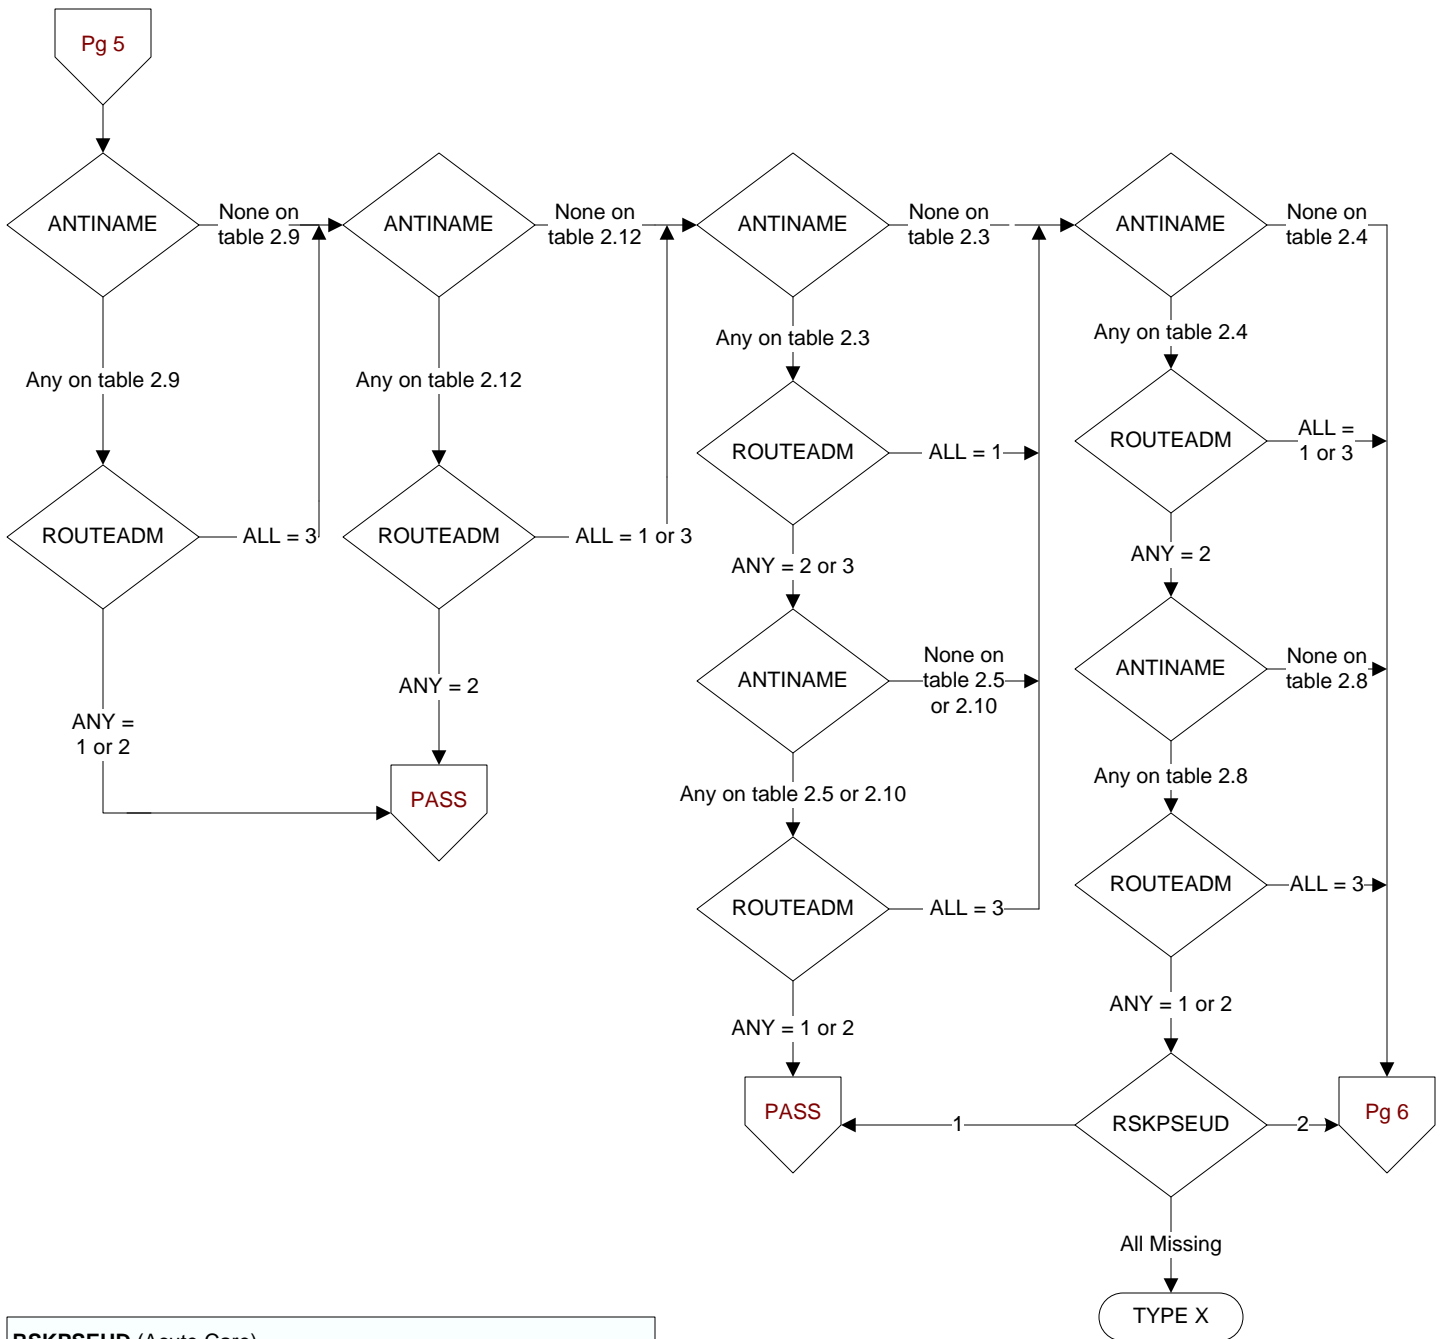 Pg 5
ANTINAME
None on
table 2.9
ANTINAME
None on
table 2.12
ANTINAME
None on
table 2.3
ANTINAME
None on
table 2.4
Any on table 2.9
Any on table 2.12
Any on table 2.3
Any on table 2.4
ROUTEADM
ALL = 3
ROUTEADM
ALL = 1 or 3
ROUTEADM
ALL = 1
ROUTEADM
ALL =
1 or 3
ANY =
1 or 2
ANY = 2
PASS
ANY = 2 or 3
ANY = 2
ANTINAME
None on
table 2.5
or 2.10
ANTINAME
None on
table 2.8
Any on table 2.5 or 2.10
Any on table 2.8
ROUTEADM
ALL = 3
ROUTEADM
ALL = 3
ANY = 1 or 2
ANY = 1 or 2
PASS
1
RSKPSEUD
2
Pg 6
All Missing
TYPE X
RSKPSEUD (Acute Care)